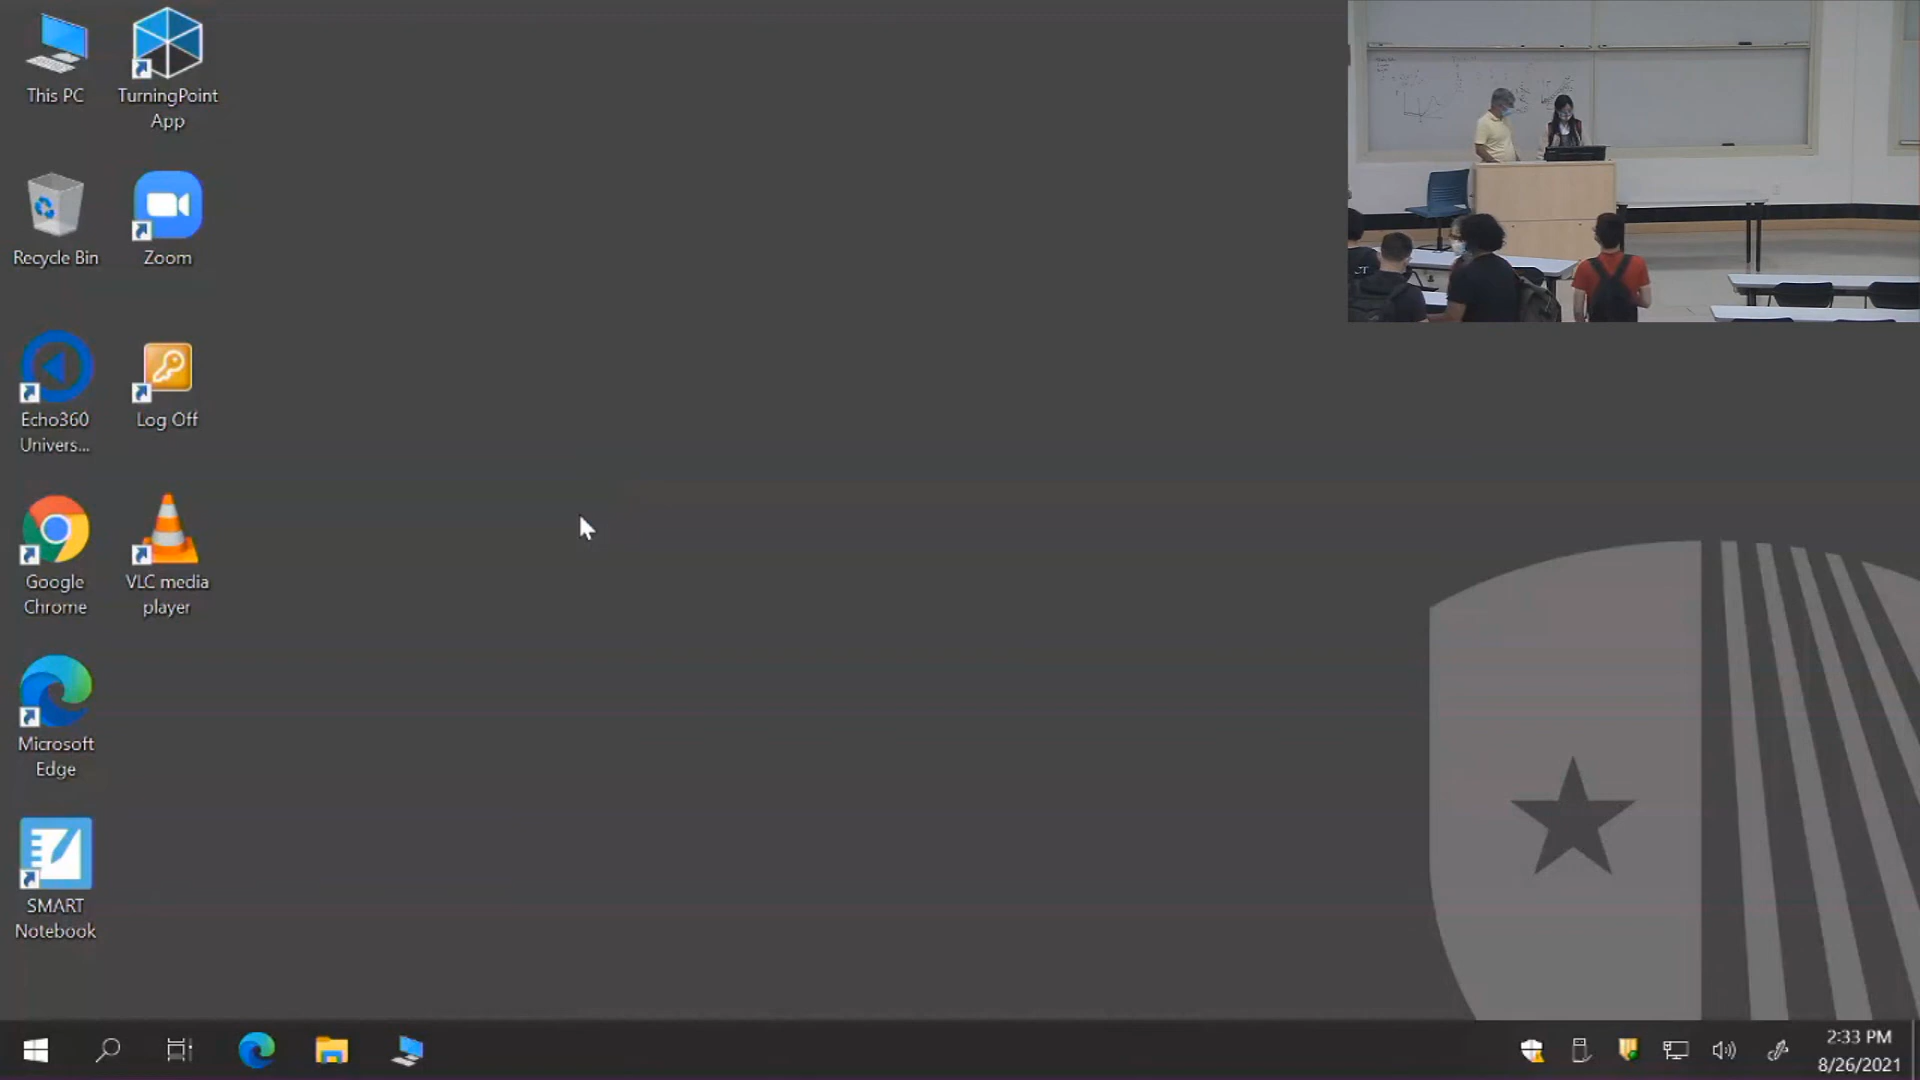 This PC
TurningPoint
App
Recycle Bin
Zoom
Echo360
Univers...
Log Off
Google
Chrome
VLC media
player
Microsoft
Edge
SMART
Notebook
2:33 PM
8/26/2021